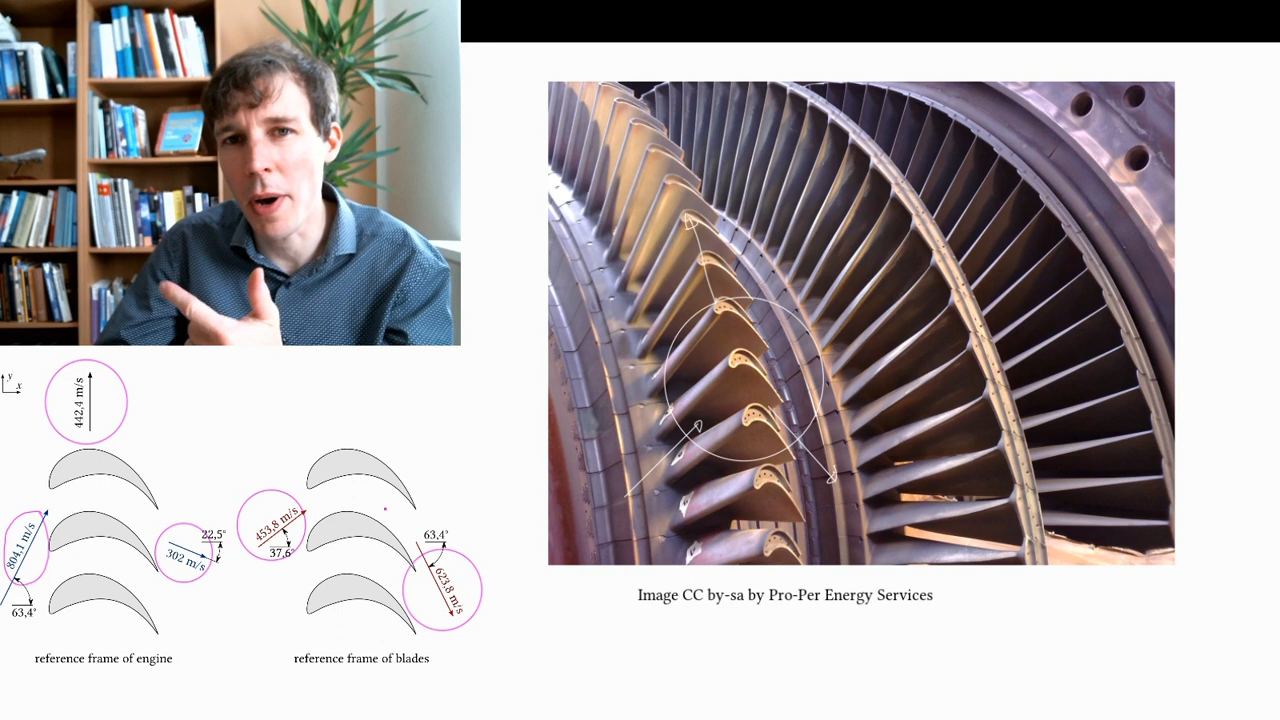 y
x
442,4 m/s
804,1 m/s
63,4°
302 m/s
22,5°
453,8 m/s
37,6°
63,4°
623,8 m/s
reference frame of engine
reference frame of blades
Image CC by-sa by Pro-Per Energy Services